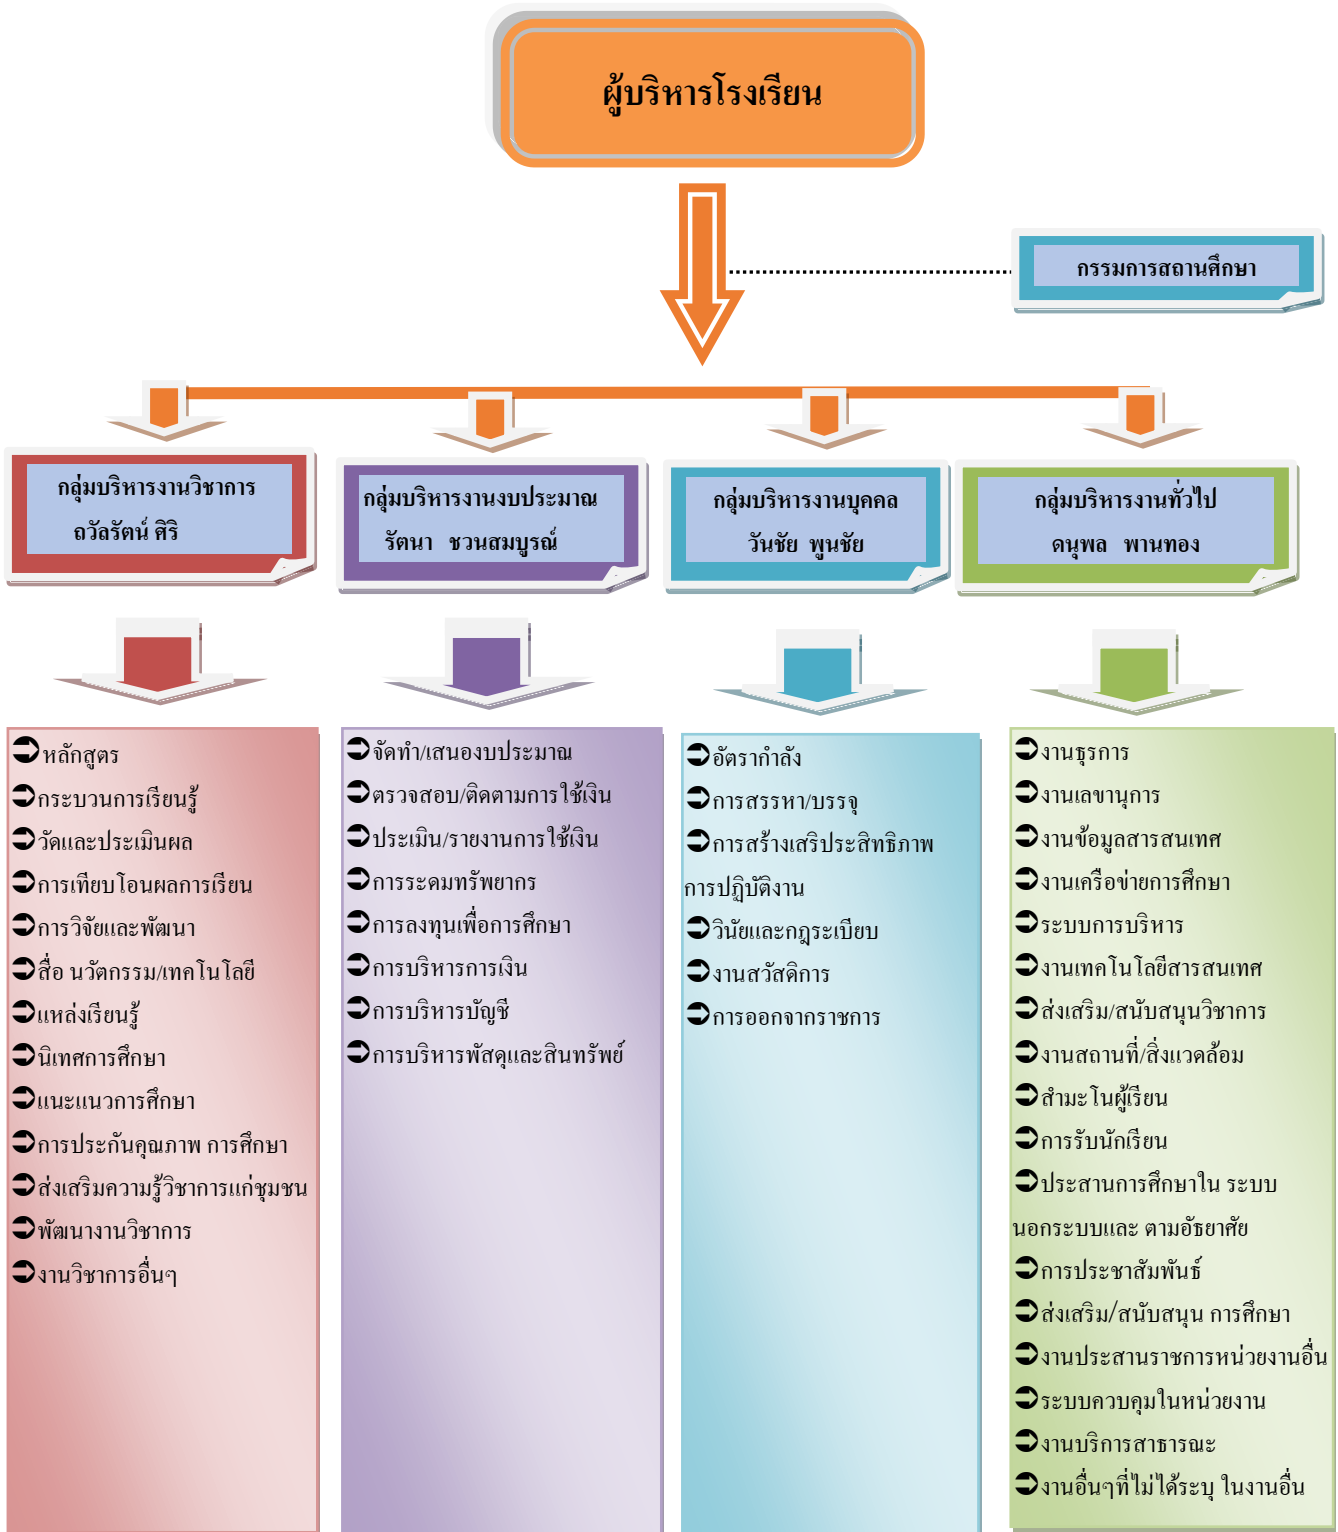 ผู้บริหารโรงเรียน
กรรมการสถานศึกษา
กลุ่มบริหารงานวิชาการ
ถวัลรัตน์ ศิริ
กลุ่มบริหารงานงบประมาณ
รัตนา ชวนสมบูรณ์
กลุ่มบริหารงานบุคคล
วันชัย พูนชัย
กลุ่มบริหารงานทั่วไป
ดนุพล พานทอง
➲หลักสูตร
➲กระบวนการเรียนรู้
➲วัดและประเมินผล
➲การเทียบโอนผลการเรียน
➲การวิจัยและพัฒนา
➲สื่อ นวัตกรรม/เทคโนโลยี
➲แหล่งเรียนรู้
➲นิเทศการศึกษา
➲แนะแนวการศึกษา
➲การประกันคุณภาพ การศึกษา
➲ส่งเสริมความรู้วิชาการแก่ชุมชน
➲พัฒนางานวิชาการ
➲งานวิชาการอื่นๆ
➲จัดทำ/เสนองบประมาณ
➲ตรวจสอบ/ติดตามการใช้เงิน
➲ประเมิน/รายงานการใช้เงิน
➲การระดมทรัพยากร
➲การลงทุนเพื่อการศึกษา
➲การบริหารการเงิน
➲การบริหารบัญชี
➲การบริหารพัสดุและสินทรัพย์
➲อัตรากำลัง
➲การสรรหา/บรรจุ
➲การสร้างเสริประสิทธิภาพ
การปฏิบัติงาน
➲วินัยและกฎระเบียบ
➲งานสวัสดิการ
➲การออกจากราชการ
➲งานธุรการ
➲งานเลขานุการ
➲งานข้อมูลสารสนเทศ
➲งานเครือข่ายการศึกษา
➲ระบบการบริหาร
➲งานเทคโนโลยีสารสนเทศ
➲ส่งเสริม/สนับสนุนวิชาการ
➲งานสถานที่/สิ่งแวดล้อม
➲สำมะโนผู้เรียน
➲การรับนักเรียน
➲ประสานการศึกษาใน ระบบ
นอกระบบและ ตามอัธยาศัย
➲การประชาสัมพันธ์
➲ส่งเสริม/สนับสนุน การศึกษา
➲งานประสานราชการหน่วยงานอื่น
➲ระบบควบคุมในหน่วยงาน
➲งานบริการสาธารณะ
➲งานอื่นๆที่ไม่ได้ระบุ ในงานอื่น